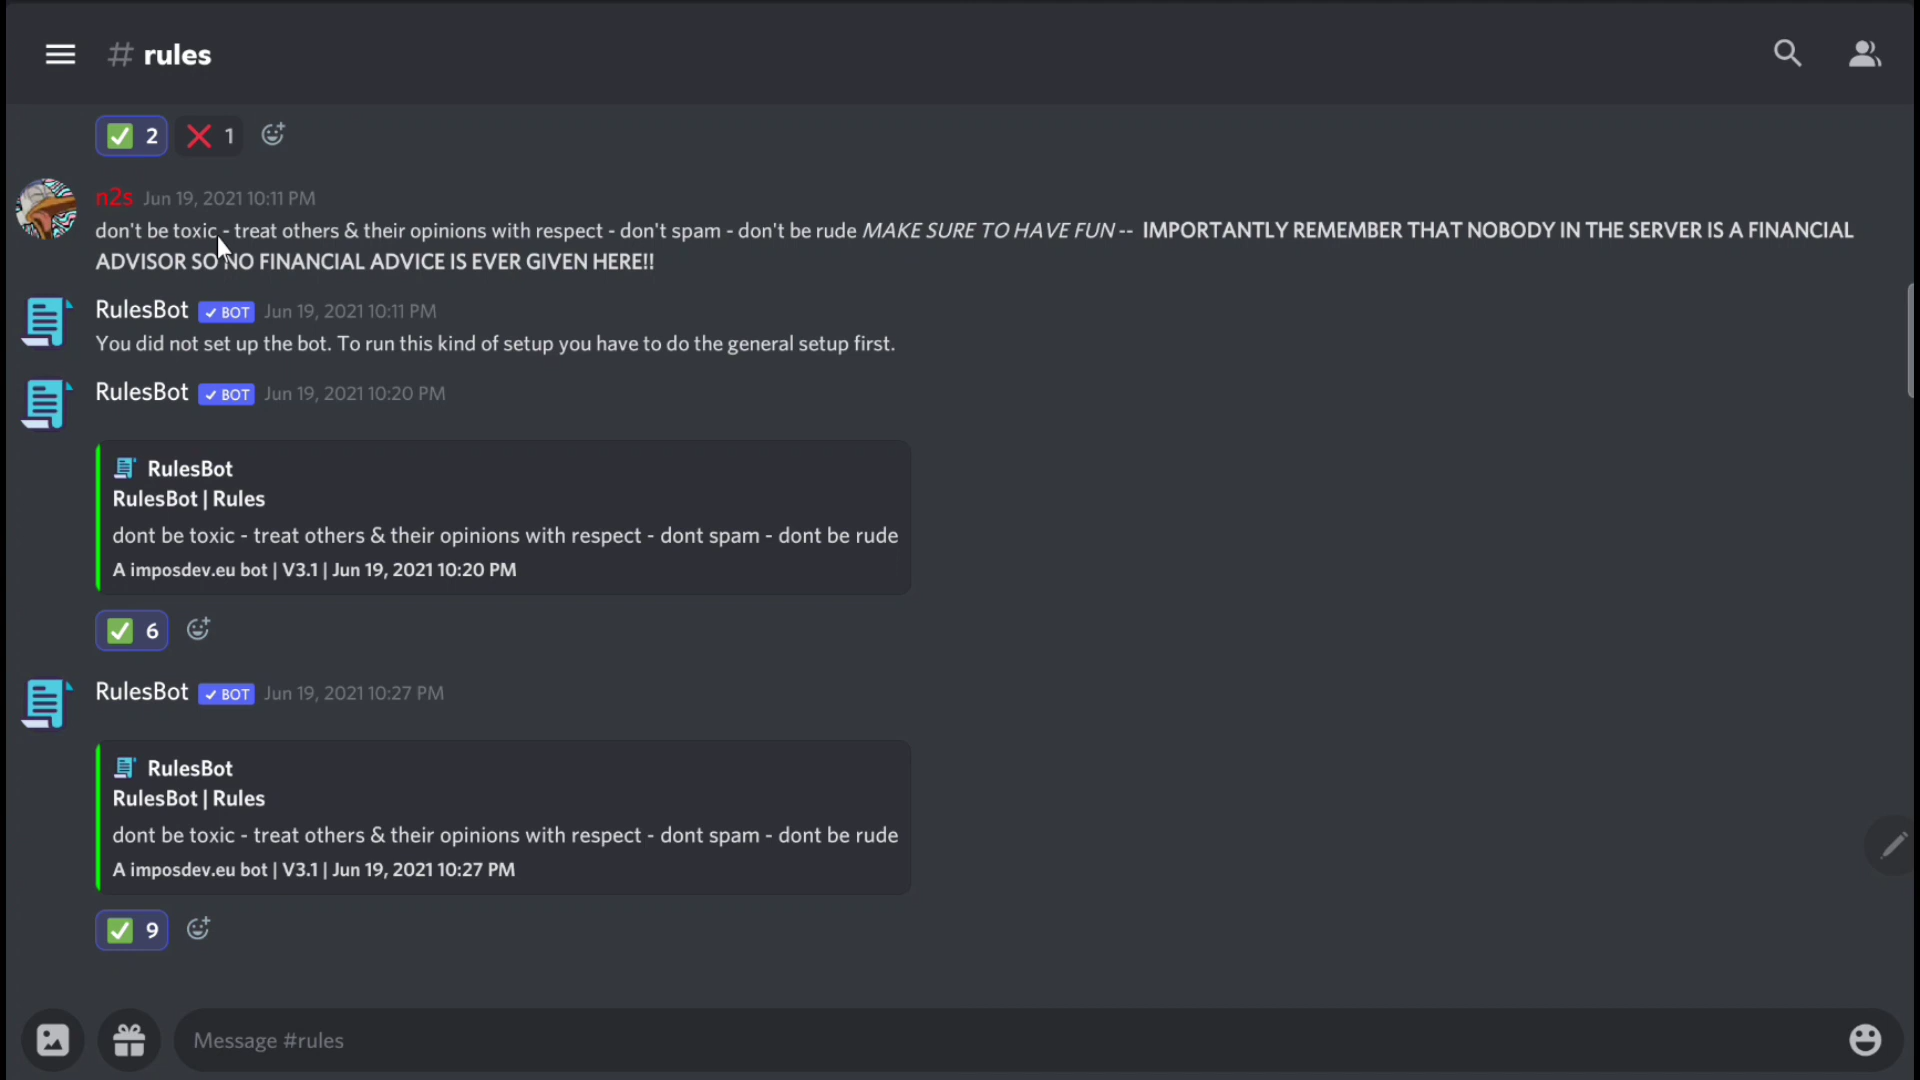 # rules
2 1
n2s Jun 19, 2021 10:11 PM
don't be toxic - treat others & their opinions with respect - don't spam - don't be rude MAKE SURE TO HAVE FUN -- IMPORTANTLY REMEMBER THAT NOBODY IN THE SERVER IS A FINANCIAL
ADVISOR SO NO FINANCIAL ADVICE IS EVER GIVEN HERE!!
RulesBot ✓ BOT Jun 19, 2021 10:11 PM
You did not set up the bot. To run this kind of setup you have to do the general setup first.
RulesBot ✓ BOT Jun 19, 2021 10:20 PM
RulesBot
RulesBot | Rules
dont be toxic - treat others & their opinions with respect - dont spam - dont be rude
A imposdev.eu bot | V3.1 | Jun 19, 2021 10:20 PM
6
RulesBot ✓ BOT Jun 19, 2021 10:27 PM
RulesBot
RulesBot | Rules
dont be toxic - treat others & their opinions with respect - dont spam - dont be rude
A imposdev.eu bot | V3.1 | Jun 19, 2021 10:27 PM
9
Message #rules